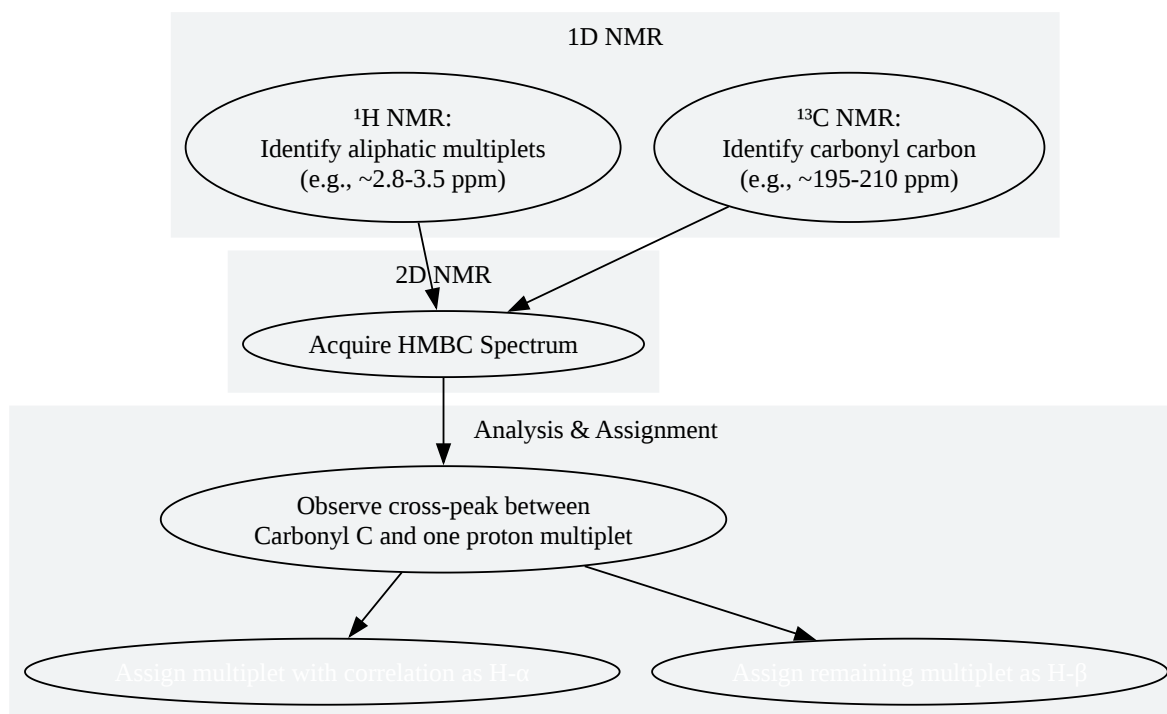 1D NMR
¹H NMR:
Identify aliphatic multiplets
(e.g., ~2.8-3.5 ppm)
¹³C NMR:
Identify carbonyl carbon
(e.g., ~195-210 ppm)
2D NMR
Acquire HMBC Spectrum
Analysis & Assignment
Observe cross-peak between
Carbonyl C and one proton multiplet
Assign multiplet with correlation as H-α
Assign remaining multiplet as H-β